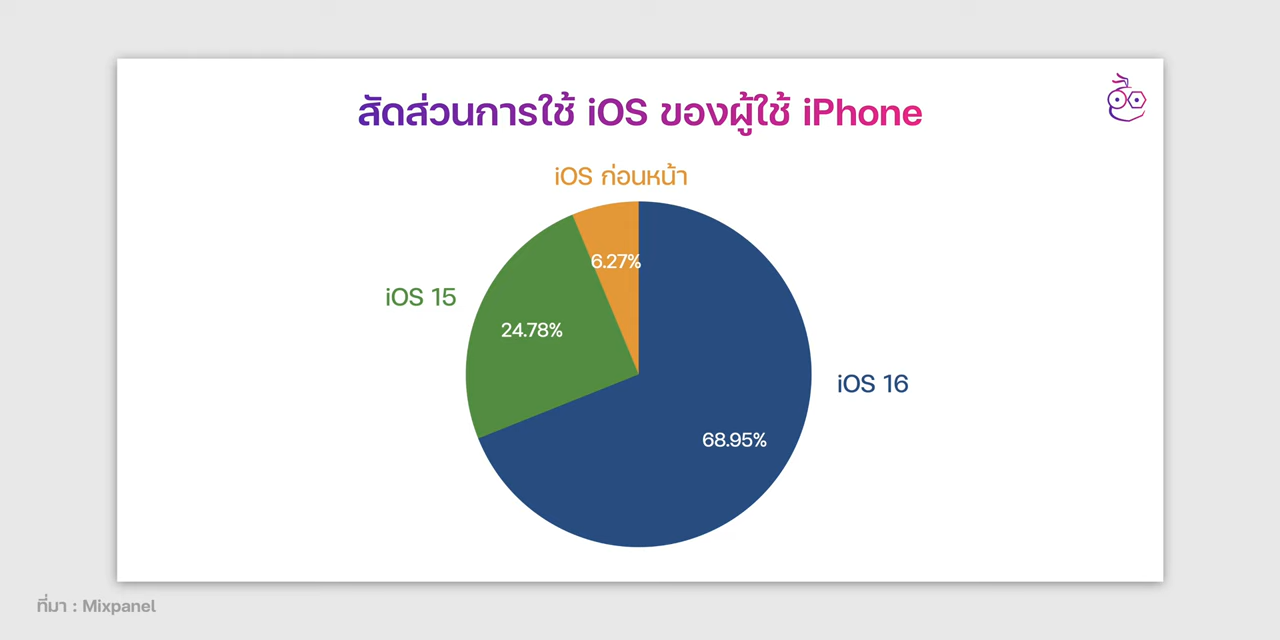 สัดส่วนการใช้ iOS ของผู้ใช้ iPhone
iOS ก่อนหน้า
6.27%
iOS 15
24.78%
iOS 16
68.95%
ที่มา : Mixpanel